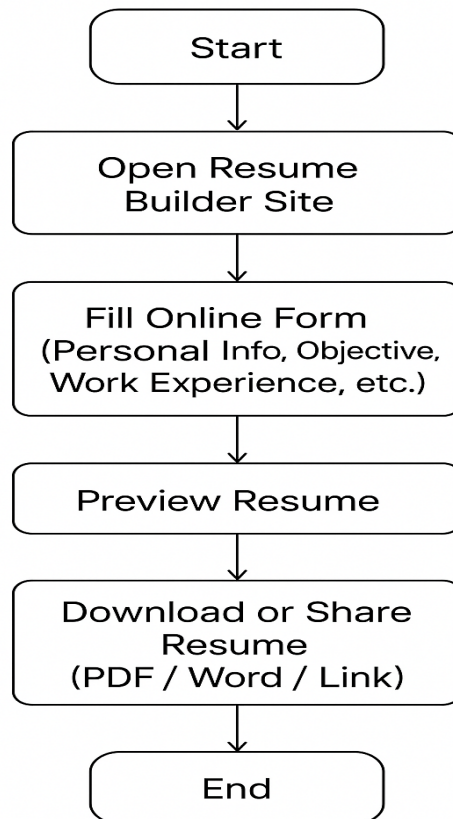 Start
Open Resume
Builder Site
Fill Online Form
(Personal Info, Objective,
Work Experience, etc.)
Preview Resume
Download or Share
Resume
(PDF / Word / Link)
End